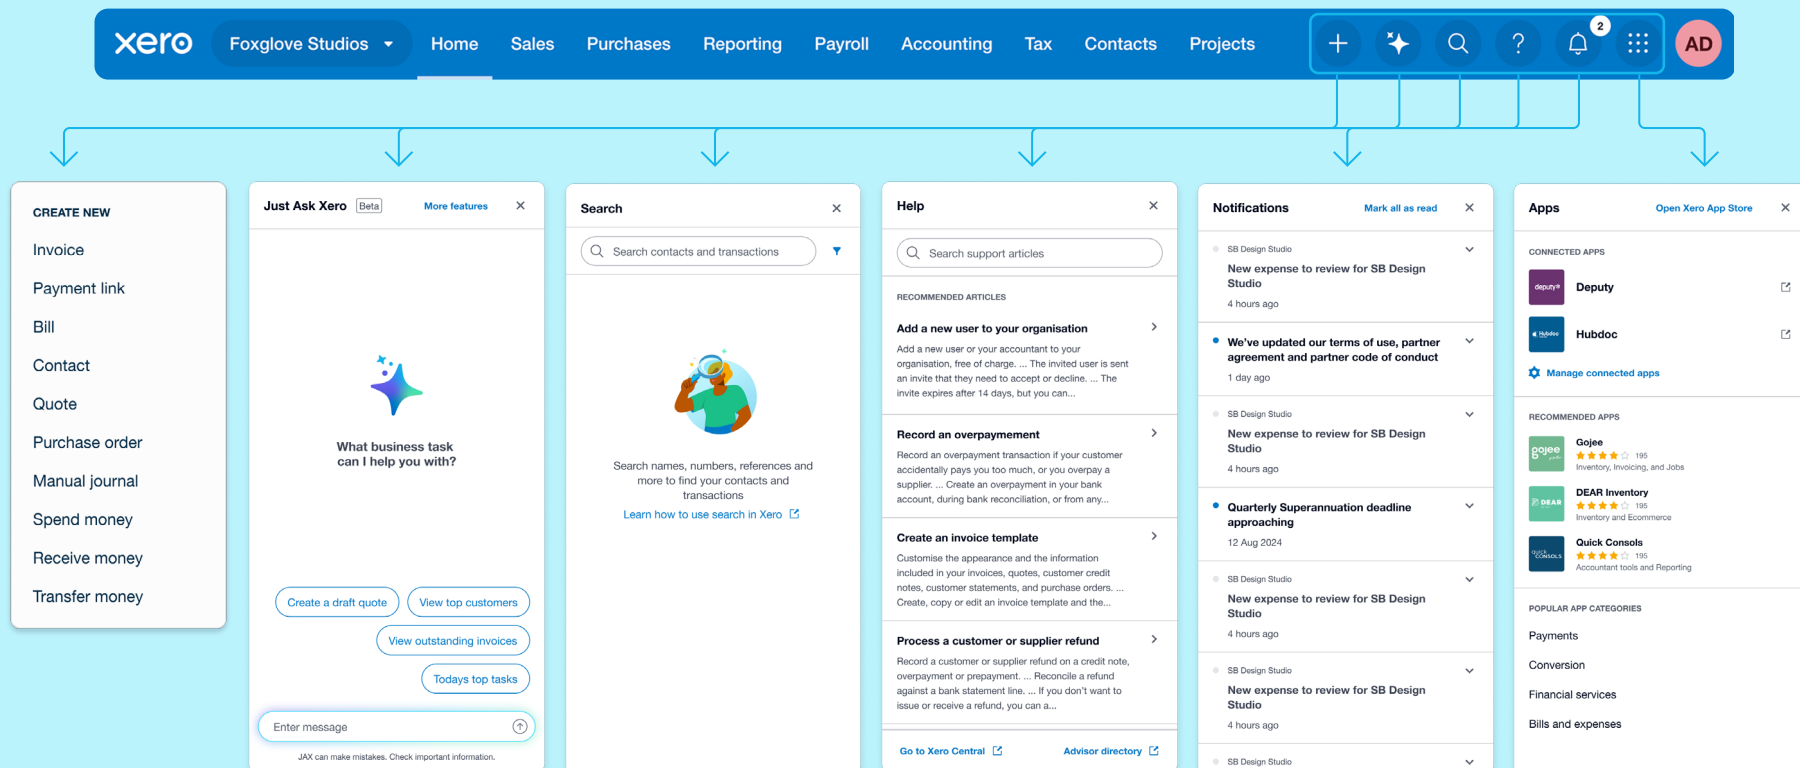 xero
Foxglove Studios
Home
Sales
Purchases
Reporting
Payroll
Accounting
Tax
Contacts
Projects
2
AD
CREATE NEW
Invoice
Payment link
Bill
Contact
Quote
Purchase order
Manual journal
Spend money
Receive money
Transfer money
Just Ask Xero
Beta
More features
What business task
can I help you with?
Create a draft quote
View top customers
View outstanding invoices
Todays top tasks
Enter message
JAX can make mistakes. Check important information.
Search
Search contacts and transactions
Search names, numbers, references and
more to find your contacts and
transactions
Learn how to use search in Xero
Help
Search support articles
RECOMMENDED ARTICLES
Add a new user to your organisation
Add a new user or your accountant to your
organisation, free of charge. ... The invited user is sent
an invite that they need to accept or decline. ... The
invite expires after 14 days, but you can...
Record an overpaymement
Record an overpayment transaction if your customer
accidentally pays you too much, or you overpay a
supplier. ... Create an overpayment in your bank
account, during bank reconciliation, or from any...
Create an invoice template
Customise the appearance and the information
included in your invoices, quotes, customer credit
notes, customer statements, and purchase orders. ...
Create, copy or edit an invoice template and the...
Process a customer or supplier refund
Record a customer or supplier refund on a credit note,
overpayment or prepayment. ... Reconcile a refund
against a bank statement line. ... If you don't want to
issue or receive a refund, you can a...
Go to Xero Central
Advisor directory
Notifications
Mark all as read
SB Design Studio
New expense to review for SB Design
Studio
4 hours ago
We've updated our terms of use, partner
agreement and partner code of conduct
1 day ago
SB Design Studio
New expense to review for SB Design
Studio
4 hours ago
Quarterly Superannuation deadline
approaching
12 Aug 2024
SB Design Studio
New expense to review for SB Design
Studio
4 hours ago
SB Design Studio
New expense to review for SB Design
Studio
4 hours ago
SB Design Studio
Apps
Open Xero App Store
CONNECTED APPS
deputy
Deputy
Hubdoc
Hubdoc
Manage connected apps
RECOMMENDED APPS
gojee
Gojee
195
Inventory, Invoicing, and Jobs
DEAR
DEAR Inventory
195
Inventory and Ecommerce
QUICK
CONSOLS
Quick Consols
195
Accountant tools and Reporting
POPULAR APP CATEGORIES
Payments
Conversion
Financial services
Bills and expenses